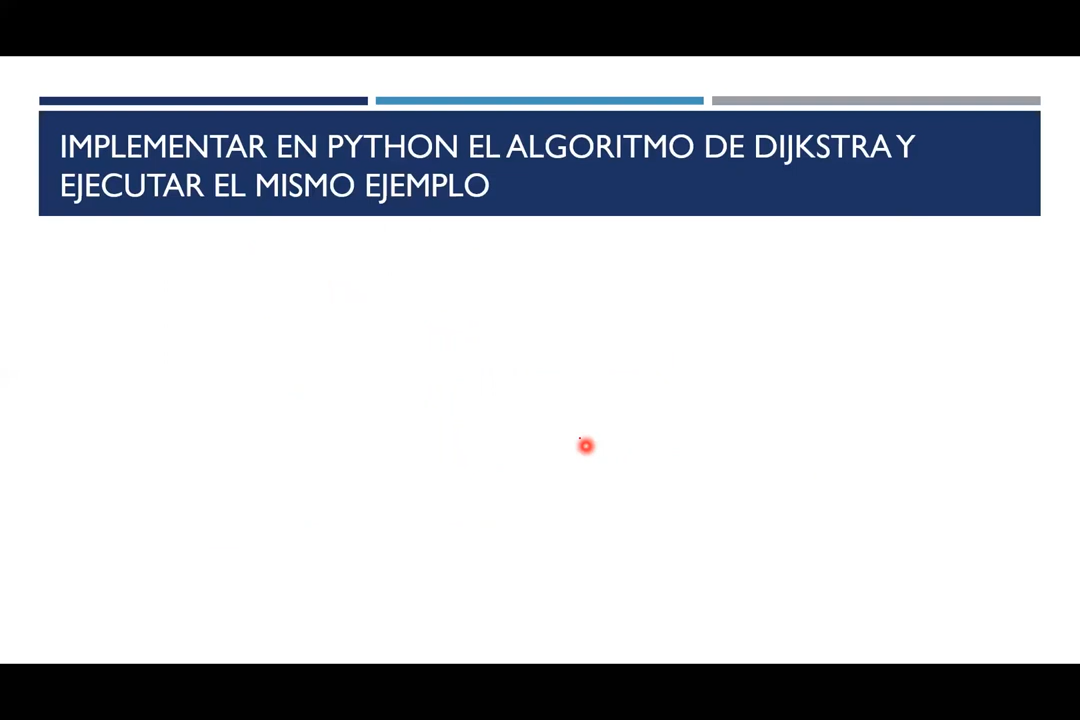 IMPLEMENTAR EN PYTHON EL ALGORITMO DE DIJKSTRA Y
EJECUTAR EL MISMO EJEMPLO